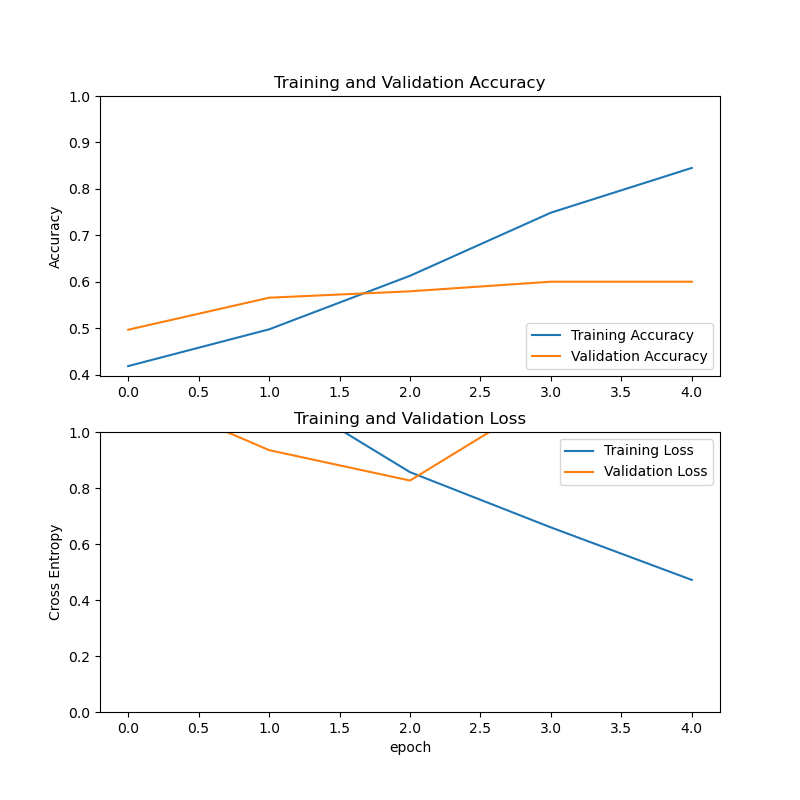 Training and Validation Accuracy
1.0
0.9
0.8
0.7
0.6
0.5
0.4
Accuracy
Training Accuracy
Validation Accuracy
0.0 0.5 1.0 1.5 2.0 2.5 3.0 3.5 4.0
Training and Validation Loss
1.0
0.8
0.6
0.4
0.2
0.0
Cross Entropy
Training Loss
Validation Loss
0.0 0.5 1.0 1.5 2.0 2.5 3.0 3.5 4.0
epoch